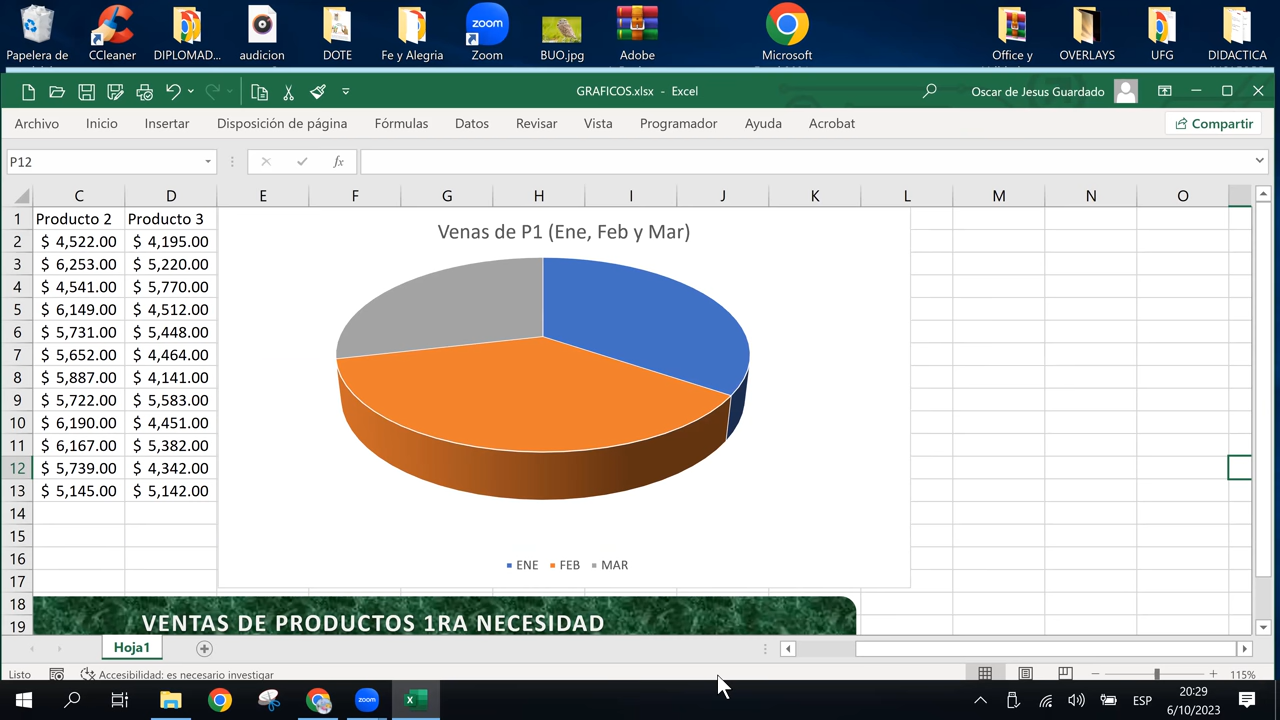 Papelera de
CCleaner
DIPLOMAD...
audicion
DOTE
Fe y Alegria
Zoom
BUO.jpg
Adobe
Microsoft
Office y
OVERLAYS
UFG
DIDACTICA
zoom
GRAFICOS.xlsx - Excel
Oscar de Jesus Guardado
Archivo Inicio Insertar Disposición de página Fórmulas Datos Revisar Vista Programador Ayuda Acrobat Compartir
P12 fx
C D E F G H I J K L M N O
1 Producto 2 Producto 3
2 $ 4,522.00 $ 4,195.00
3 $ 6,253.00 $ 5,220.00
4 $ 4,541.00 $ 5,770.00
5 $ 6,149.00 $ 4,512.00
6 $ 5,731.00 $ 5,448.00
7 $ 5,652.00 $ 4,464.00
8 $ 5,887.00 $ 4,141.00
9 $ 5,722.00 $ 5,583.00
10 $ 6,190.00 $ 4,451.00
11 $ 6,167.00 $ 5,382.00
12 $ 5,739.00 $ 4,342.00
13 $ 5,145.00 $ 5,142.00
14
15
16
17
18
19
Venas de P1 (Ene, Feb y Mar)
ENE FEB MAR
VENTAS DE PRODUCTOS 1RA NECESIDAD
Hoja1
Listo Accesibilidad: es necesario investigar 115%
zoom
ESP
20:29
6/10/2023